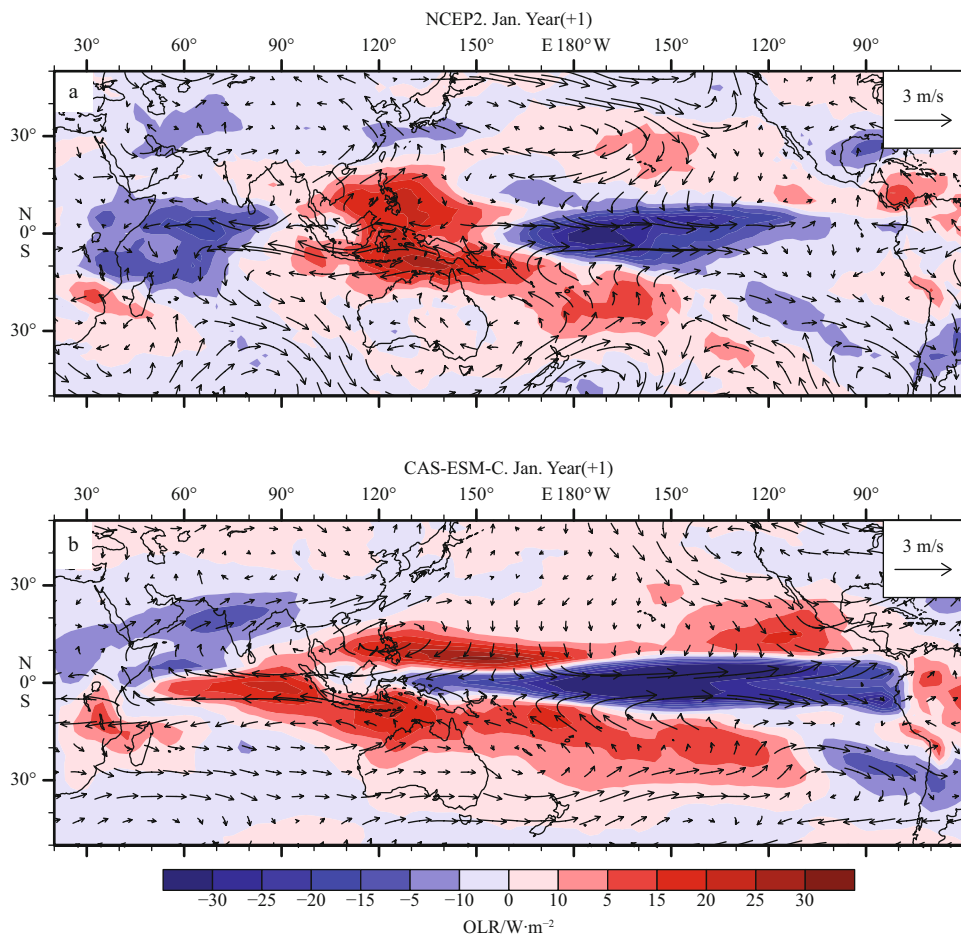 NCEP2. Jan. Year(+1)
30° 60° 90° 120° 150° E 180° W 150° 120° 90°
a
3 m/s
30°
N
0°
S
30°
CAS-ESM-C. Jan. Year(+1)
30° 60° 90° 120° E 180° W 150° 120° 90°
b
3 m/s
30°
N
0°
S
30°
−30 −25 −20 −15 −5 −10 0 10 5 15 20 25 30
OLR/W·m⁻²